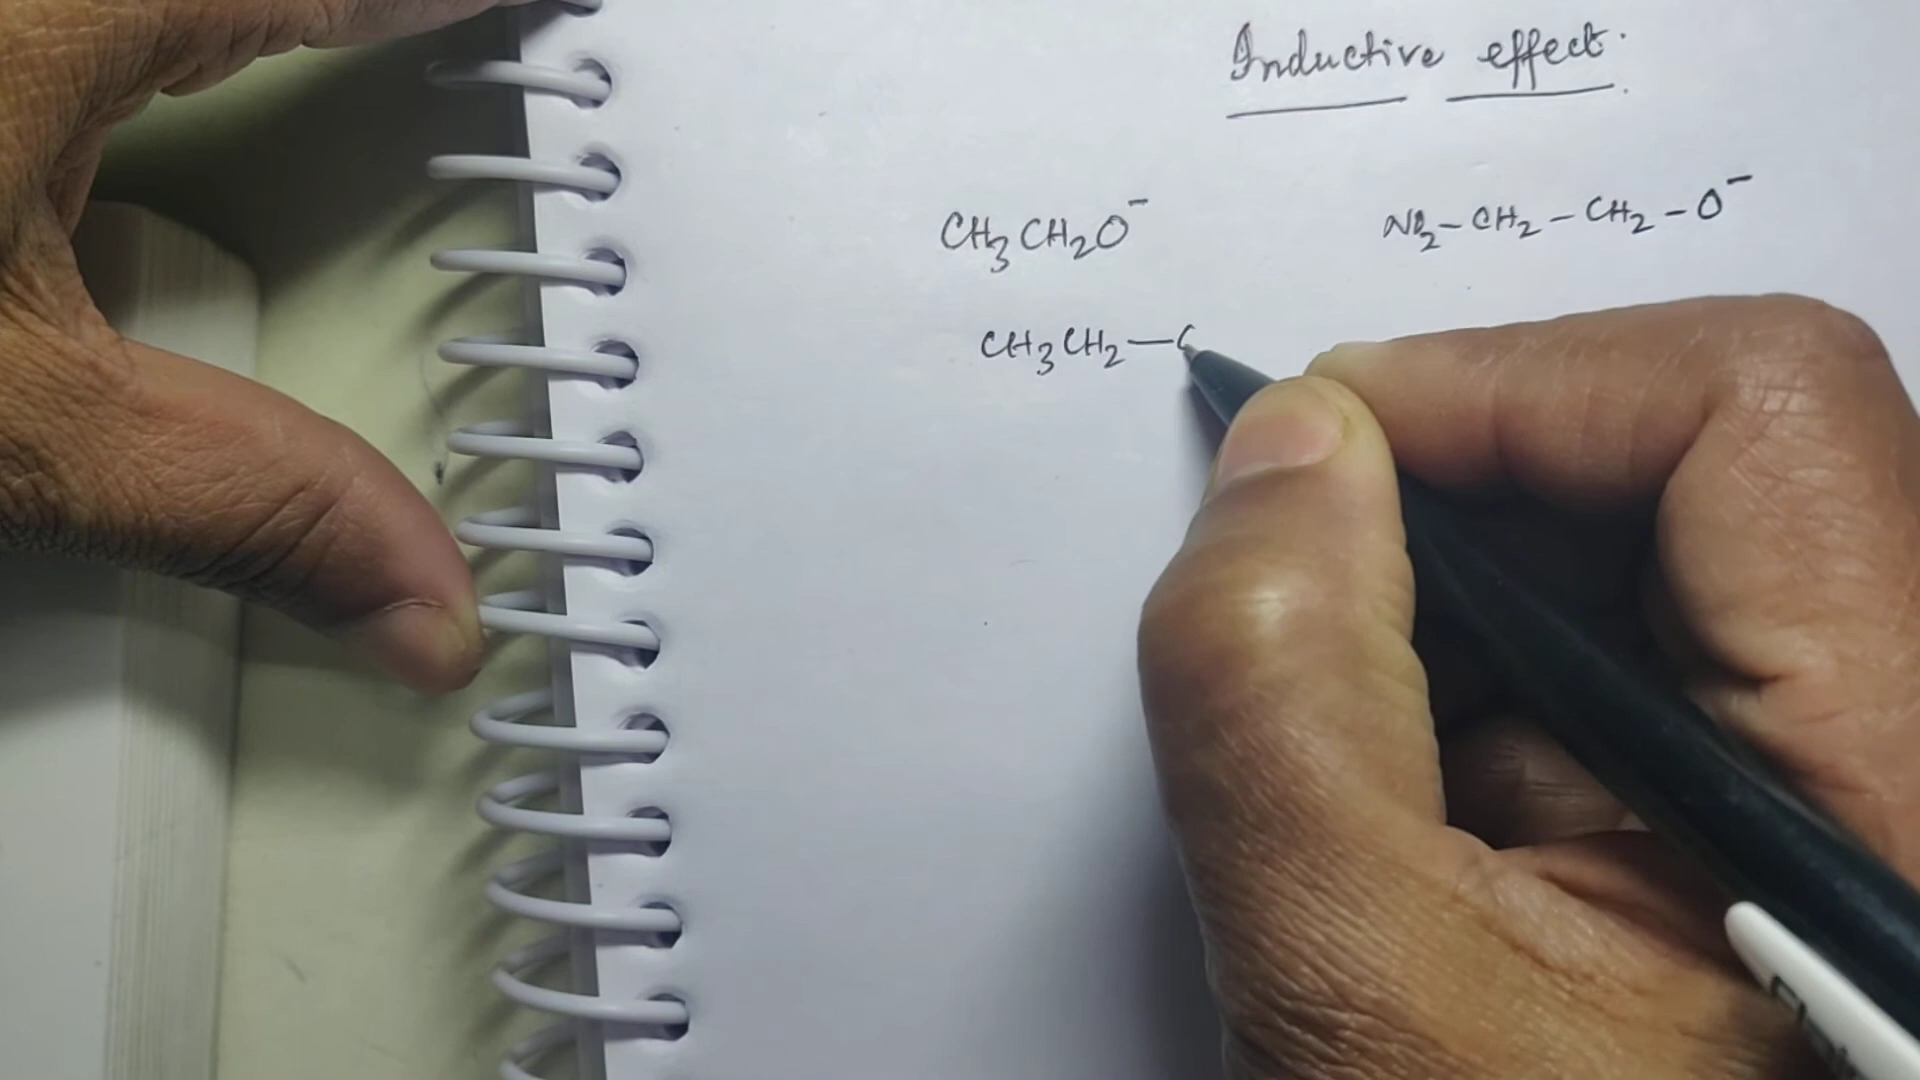 Inductive effect.
CH₃CH₂O⁻
NO₂-CH₂-CH₂-O⁻
CH₃CH₂-